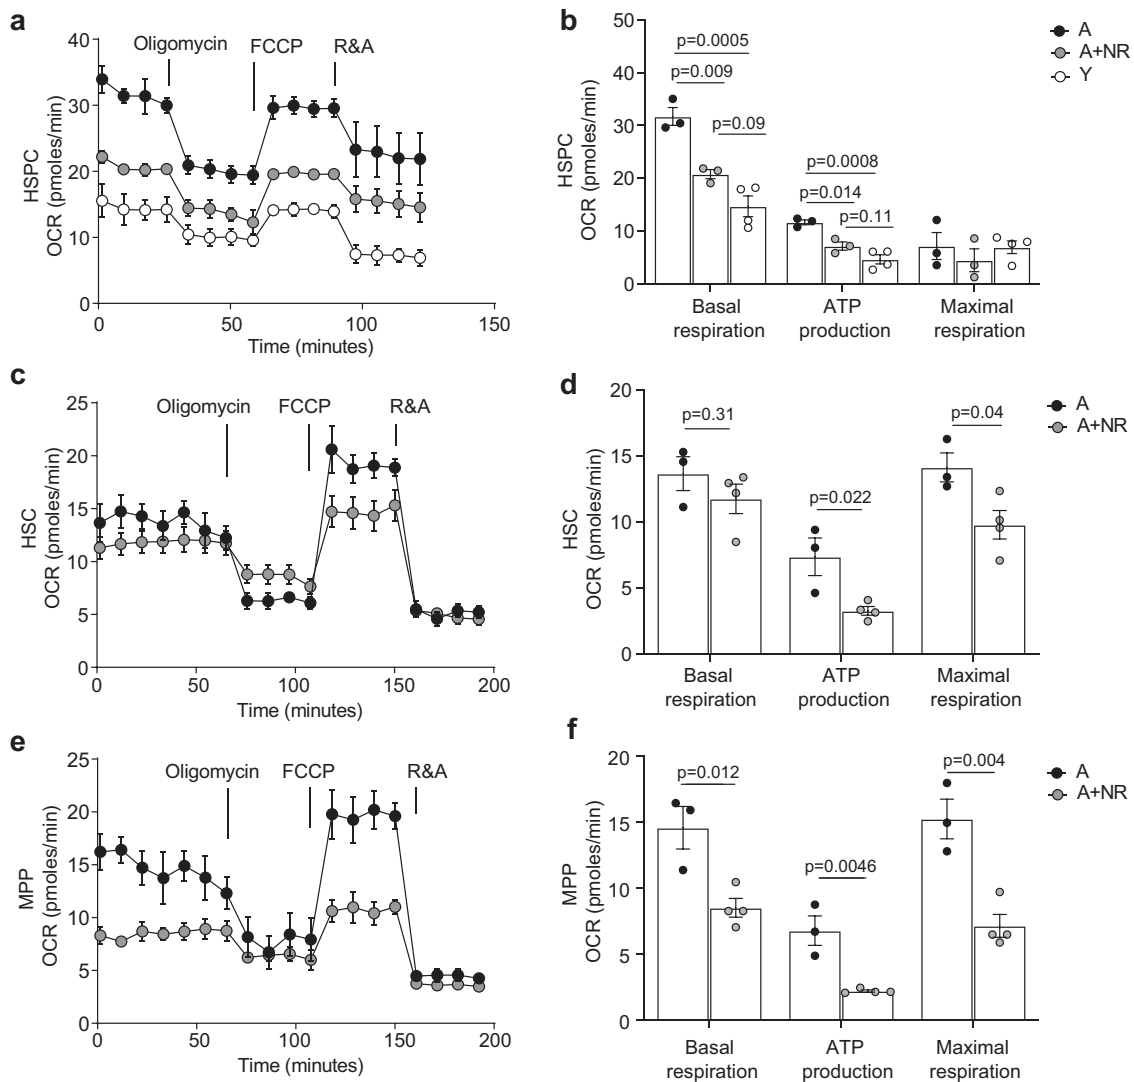 a
Oligomycin
FCCP
R&A
40
30
20
10
0
HSPC
OCR (pmoles/min)
0
50
100
150
Time (minutes)
b
50
40
30
20
10
0
HSPC
OCR (pmoles/min)
p=0.0005
p=0.009
p=0.09
p=0.0008
p=0.014
p=0.11
Basal
respiration
ATP
production
Maximal
respiration
A
A+NR
Y
c
Oligomycin
FCCP
R&A
25
20
15
10
5
0
HSC
OCR (pmoles/min)
0
50
100
150
200
Time (minutes)
d
20
15
10
5
0
HSC
OCR (pmoles/min)
p=0.31
p=0.022
p=0.04
Basal
respiration
ATP
production
Maximal
respiration
A
A+NR
e
Oligomycin
FCCP
R&A
25
20
15
10
5
0
MPP
OCR (pmoles/min)
0
50
100
150
200
Time (minutes)
f
20
15
10
5
0
MPP
OCR (pmoles/min)
p=0.012
p=0.0046
p=0.004
Basal
respiration
ATP
production
Maximal
respiration
A
A+NR